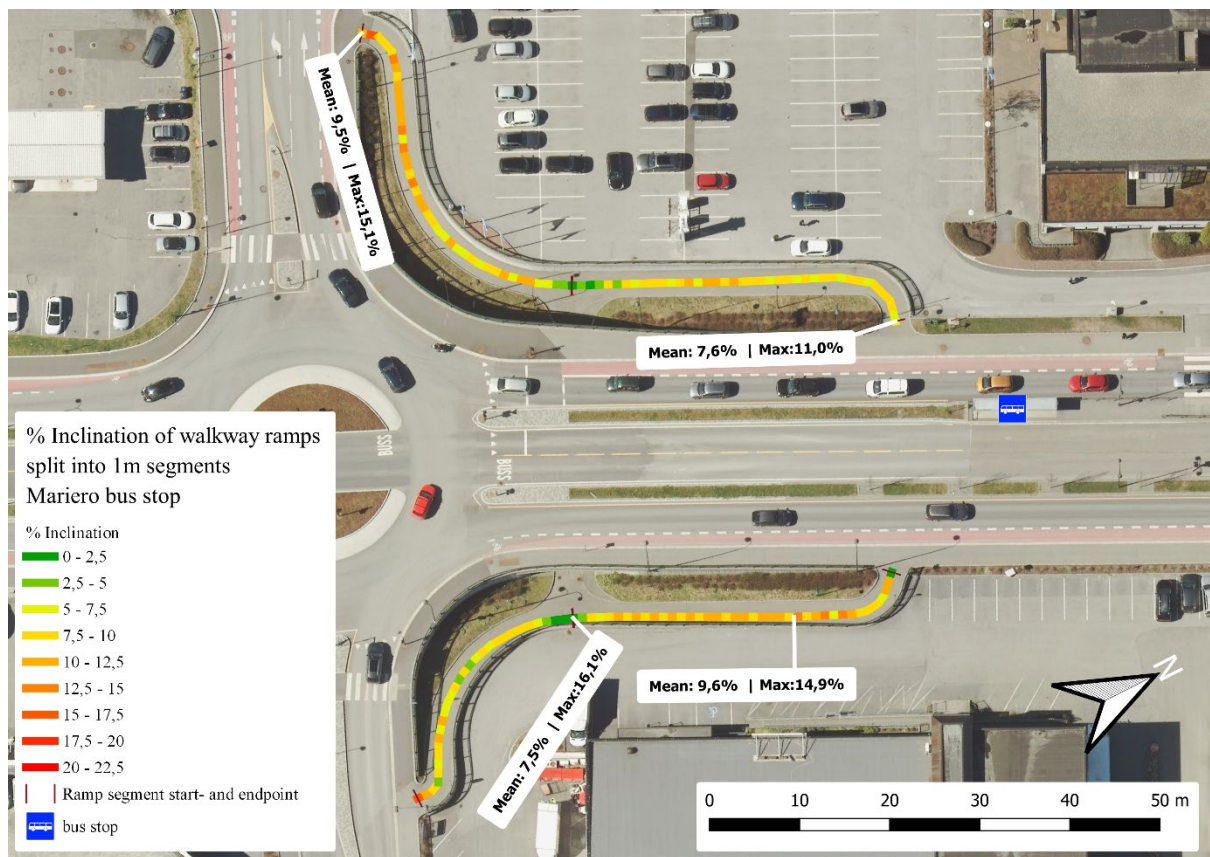 Mean: 9,5% | Max:15,1%
Mean: 7,6% | Max:11,0%
BUSS
BUSS
% Inclination of walkway ramps
split into 1m segments
Mariero bus stop
% Inclination
0 - 2,5
2,5 - 5
5 - 7,5
7,5 - 10
10 - 12,5
12,5 - 15
15 - 17,5
17,5 - 20
20 - 22,5
Ramp segment start- and endpoint
bus stop
Mean: 7,5% | Max:16,1%
Mean: 9,6% | Max:14,9%
N
0 10 20 30 40 50 m